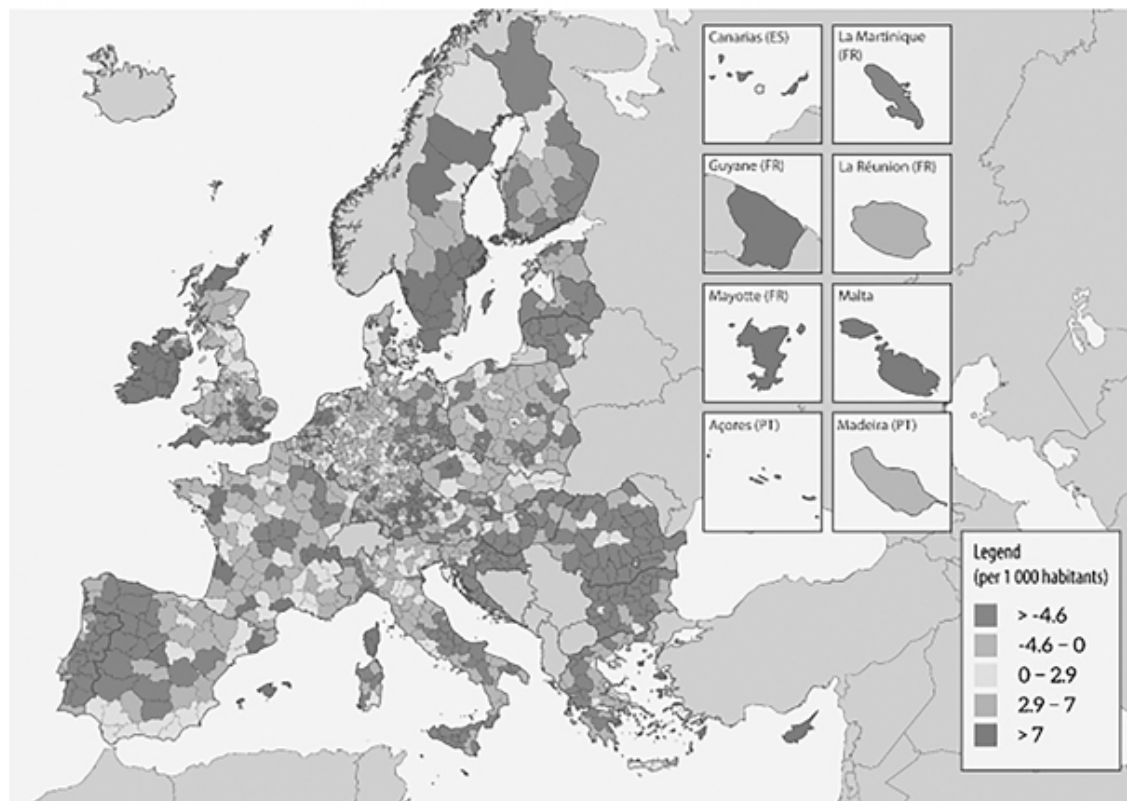 Canarias (ES)
La Martinique
(FR)
Guyane (FR)
La Réunion (FR)
Mayotte (FR)
Malta
Açores (PT)
Madeira (PT)
Legend
(per 1 000 habitants)
> -4.6
-4.6 – 0
0 – 2.9
2.9 – 7
> 7